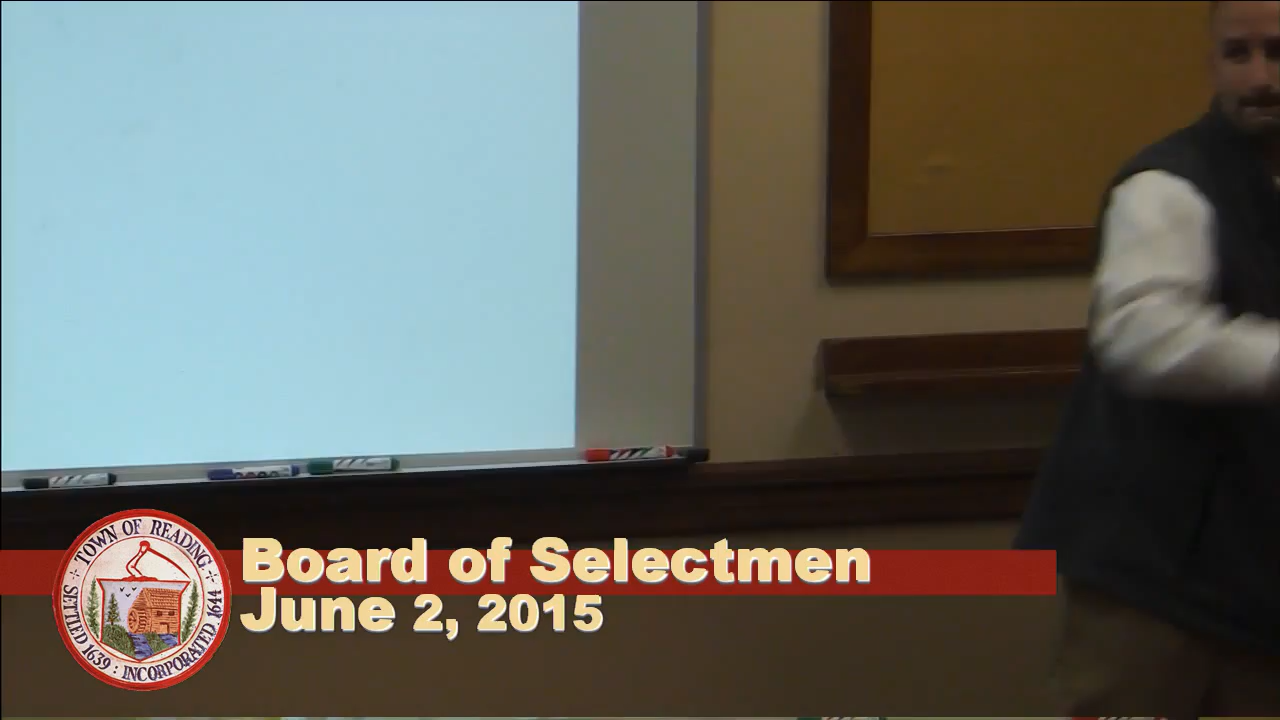 TOWN OF READING
SETTLED 1639 : INCORPORATED 1644
Board of Selectmen
June 2, 2015